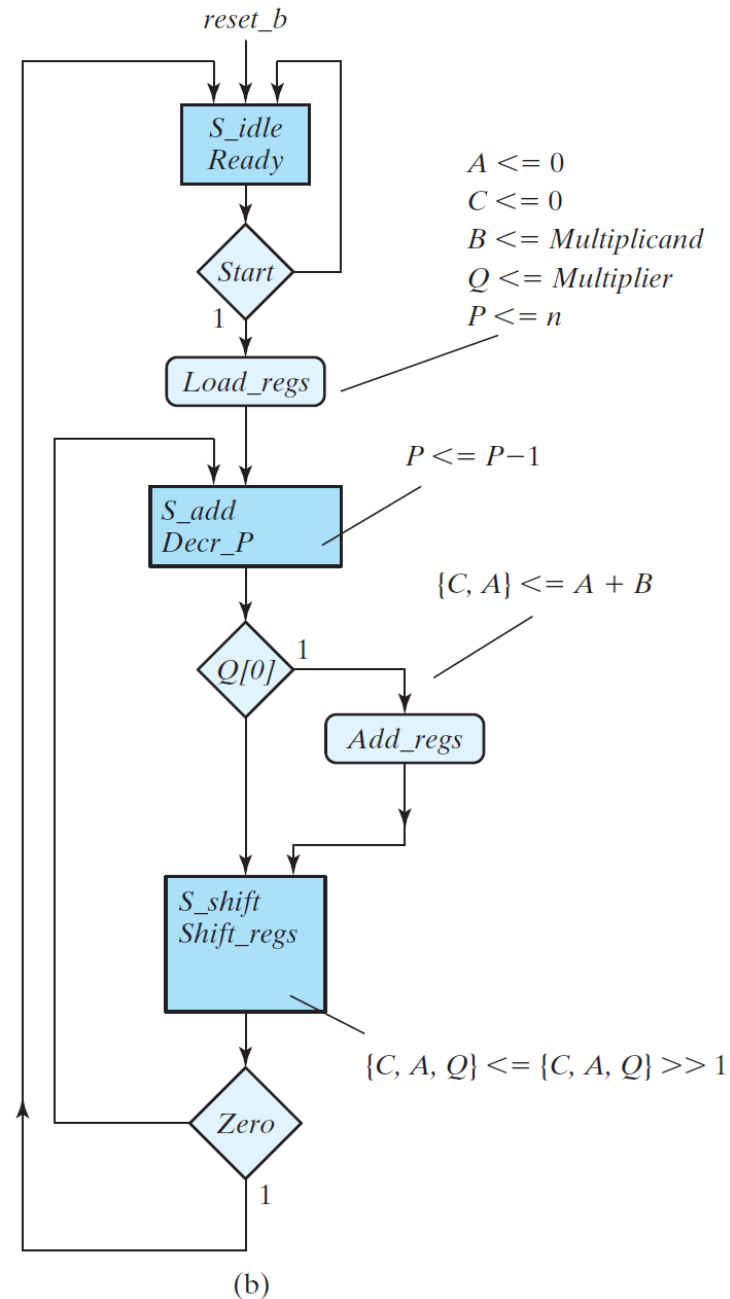 reset_b
S_idle
Ready
A <= 0
C <= 0
B <= Multiplicand
Q <= Multiplier
P <= n
Start
1
Load_regs
P <= P−1
S_add
Decr_P
{C, A} <= A + B
Q[0]
1
Add_regs
S_shift
Shift_regs
{C, A, Q} <= {C, A, Q} >> 1
Zero
1
(b)